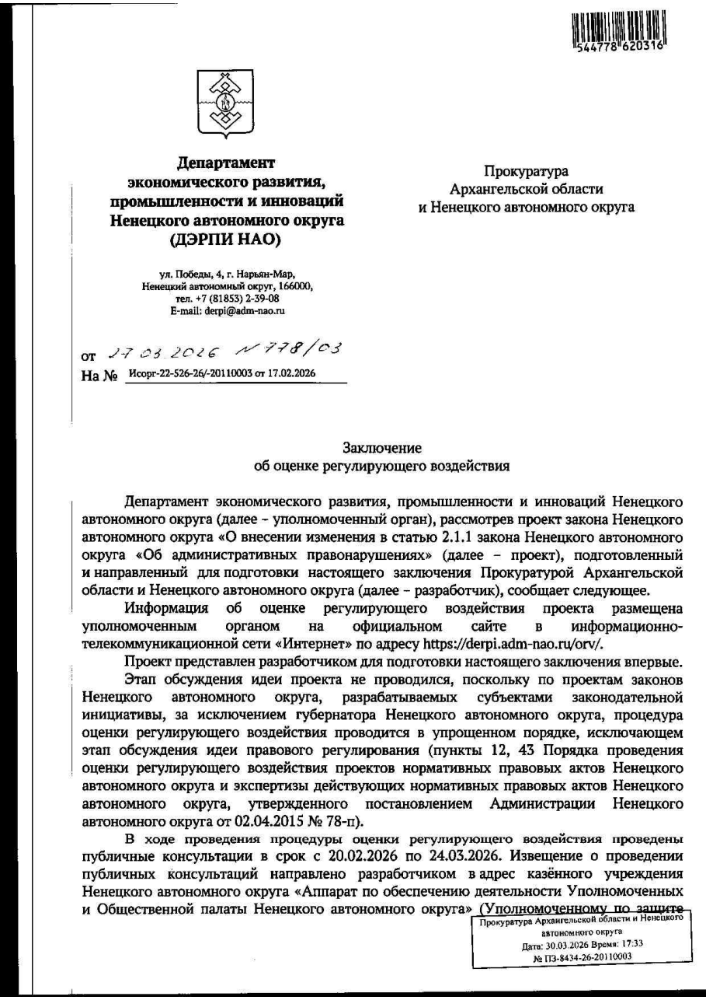 544778 620316
Департамент
экономического развития,
промышленности и инноваций
Ненецкого автономного округа
(ДЭРПИ НАО)
ул. Победы, 4, г. Нарьян-Мар,
Ненецкий автономный округ, 166000,
тел. +7 (81853) 2-39-08
E-mail: derpi@adm-nao.ru
от 27 03 2026 № 778/03
На № Исорг-22-526-26/-20110003 от 17.02.2026
Прокуратура
Архангельской области
и Ненецкого автономного округа
Заключение
об оценке регулирующего воздействия
Департамент экономического развития, промышленности и инноваций Ненецкого
автономного округа (далее – уполномоченный орган), рассмотрев проект закона Ненецкого
автономного округа «О внесении изменения в статью 2.1.1 закона Ненецкого автономного
округа «Об административных правонарушениях» (далее – проект), подготовленный
и направленный для подготовки настоящего заключения Прокуратурой Архангельской
области и Ненецкого автономного округа (далее – разработчик), сообщает следующее.
Информация об оценке регулирующего воздействия проекта размещена
уполномоченным органом на официальном сайте в информационно-
телекоммуникационной сети «Интернет» по адресу https://derpi.adm-nao.ru/orv/.
Проект представлен разработчиком для подготовки настоящего заключения впервые.
Этап обсуждения идеи проекта не проводился, поскольку по проектам законов
Ненецкого автономного округа, разрабатываемых субъектами законодательной
инициативы, за исключением губернатора Ненецкого автономного округа, процедура
оценки регулирующего воздействия проводится в упрощенном порядке, исключающем
этап обсуждения идеи правового регулирования (пункты 12, 43 Порядка проведения
оценки регулирующего воздействия проектов нормативных правовых актов Ненецкого
автономного округа и экспертизы действующих нормативных правовых актов Ненецкого
автономного округа, утвержденного постановлением Администрации Ненецкого
автономного округа от 02.04.2015 № 78-п).
В ходе проведения процедуры оценки регулирующего воздействия проведены
публичные консультации в срок с 20.02.2026 по 24.03.2026. Извещение о проведении
публичных консультаций направлено разработчиком в адрес казённого учреждения
Ненецкого автономного округа «Аппарат по обеспечению деятельности Уполномоченных
и Общественной палаты Ненецкого автономного округа» (Уполномоченному по защите
Прокуратура Архангельской области и Ненецкого
автономного округа
Дата: 30.03.2026 Время: 17:33
№ ПЗ-8434-26-20110003